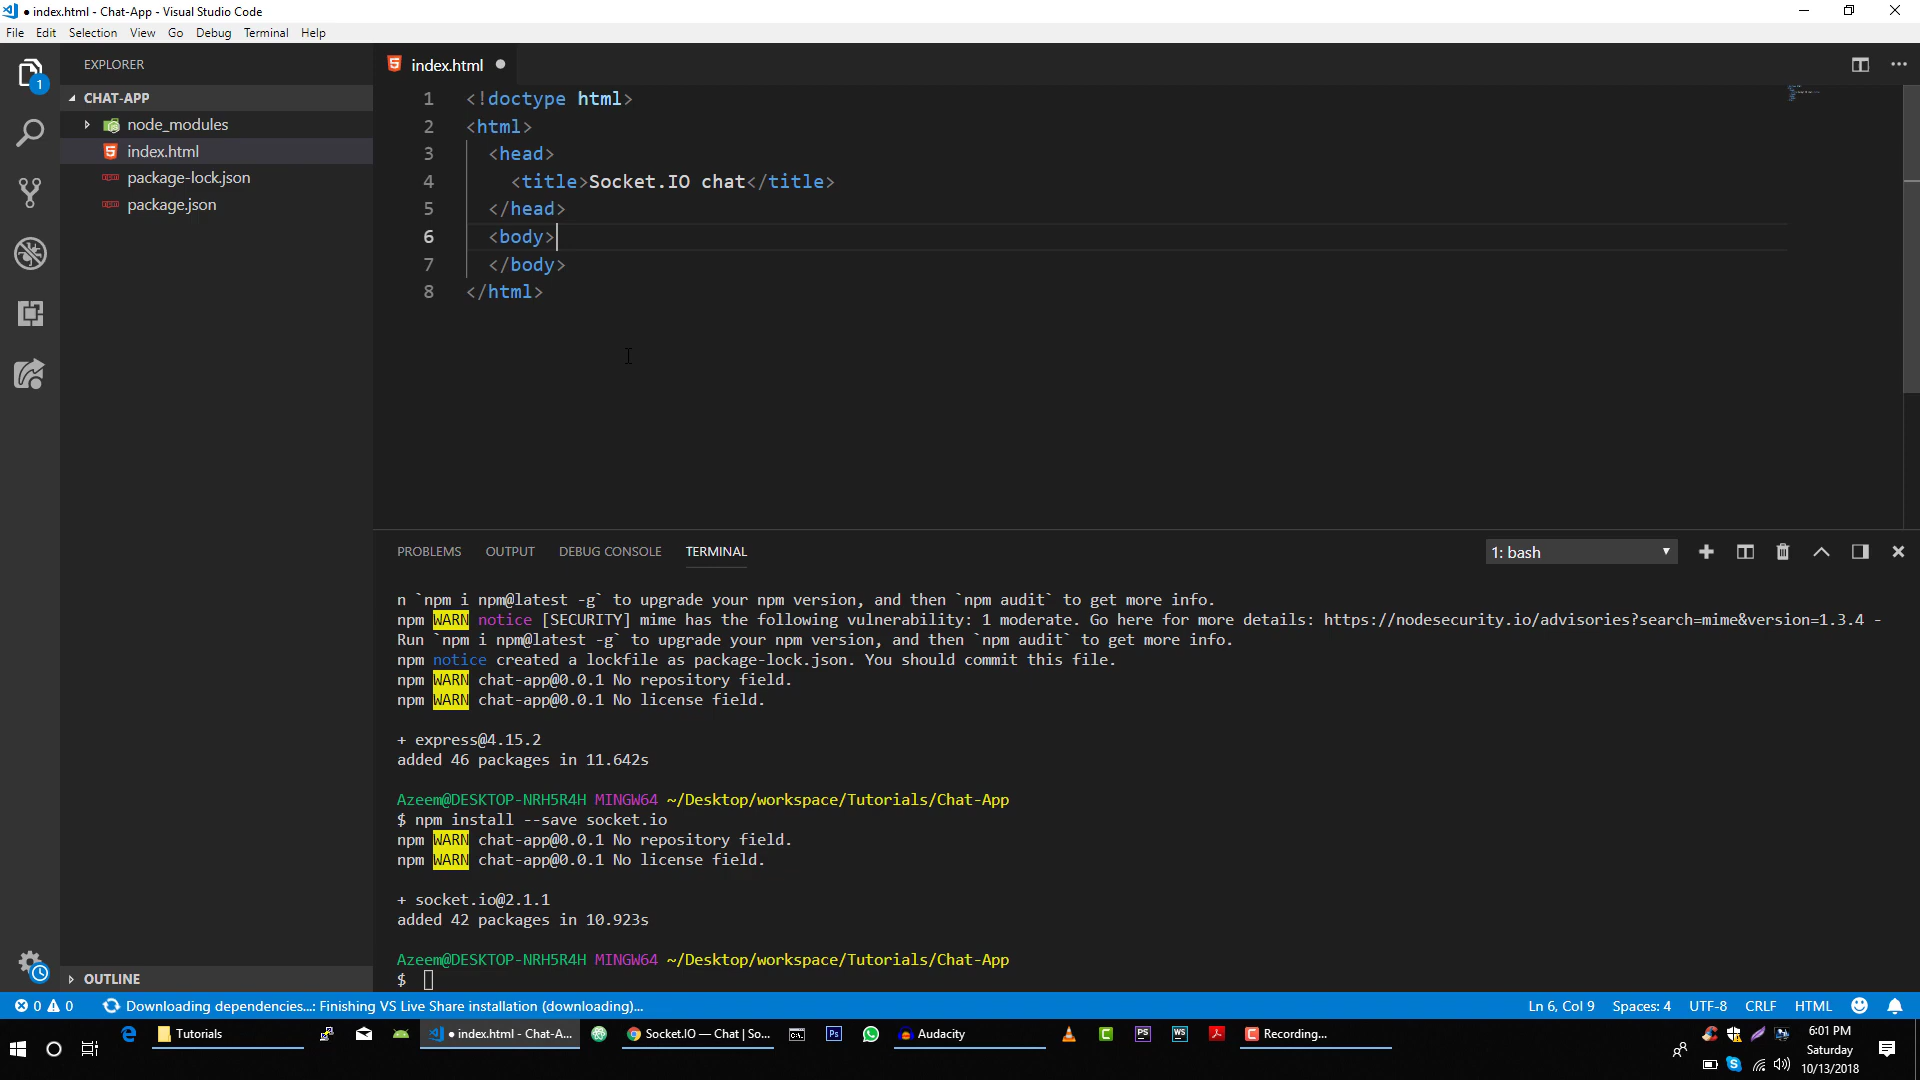 ● index.html - Chat-App - Visual Studio Code
File Edit Selection View Go Debug Terminal Help
EXPLORER
1
CHAT-APP
node_modules
index.html
package-lock.json
package.json
OUTLINE
index.html ●
1 <!doctype html>
2 <html>
3 <head>
4 <title>Socket.IO chat</title>
5 </head>
6 <body>
7 </body>
8 </html>
PROBLEMS OUTPUT DEBUG CONSOLE TERMINAL 1: bash
n `npm i npm@latest -g` to upgrade your npm version, and then `npm audit` to get more info.
npm WARN notice [SECURITY] mime has the following vulnerability: 1 moderate. Go here for more details: https://nodesecurity.io/advisories?search=mime&version=1.3.4 -
Run `npm i npm@latest -g` to upgrade your npm version, and then `npm audit` to get more info.
npm notice created a lockfile as package-lock.json. You should commit this file.
npm WARN chat-app@0.0.1 No repository field.
npm WARN chat-app@0.0.1 No license field.
+ express@4.15.2
added 46 packages in 11.642s
Azeem@DESKTOP-NRH5R4H MINGW64 ~/Desktop/workspace/Tutorials/Chat-App
$ npm install --save socket.io
npm WARN chat-app@0.0.1 No repository field.
npm WARN chat-app@0.0.1 No license field.
+ socket.io@2.1.1
added 42 packages in 10.923s
Azeem@DESKTOP-NRH5R4H MINGW64 ~/Desktop/workspace/Tutorials/Chat-App
$
0 0 Downloading dependencies...: Finishing VS Live Share installation (downloading)... Ln 6, Col 9 Spaces: 4 UTF-8 CRLF HTML
Tutorials ● index.html - Chat-A... Socket.IO — Chat | So... Ps Audacity C PS WS Recording...
6:01 PM
Saturday
10/13/2018